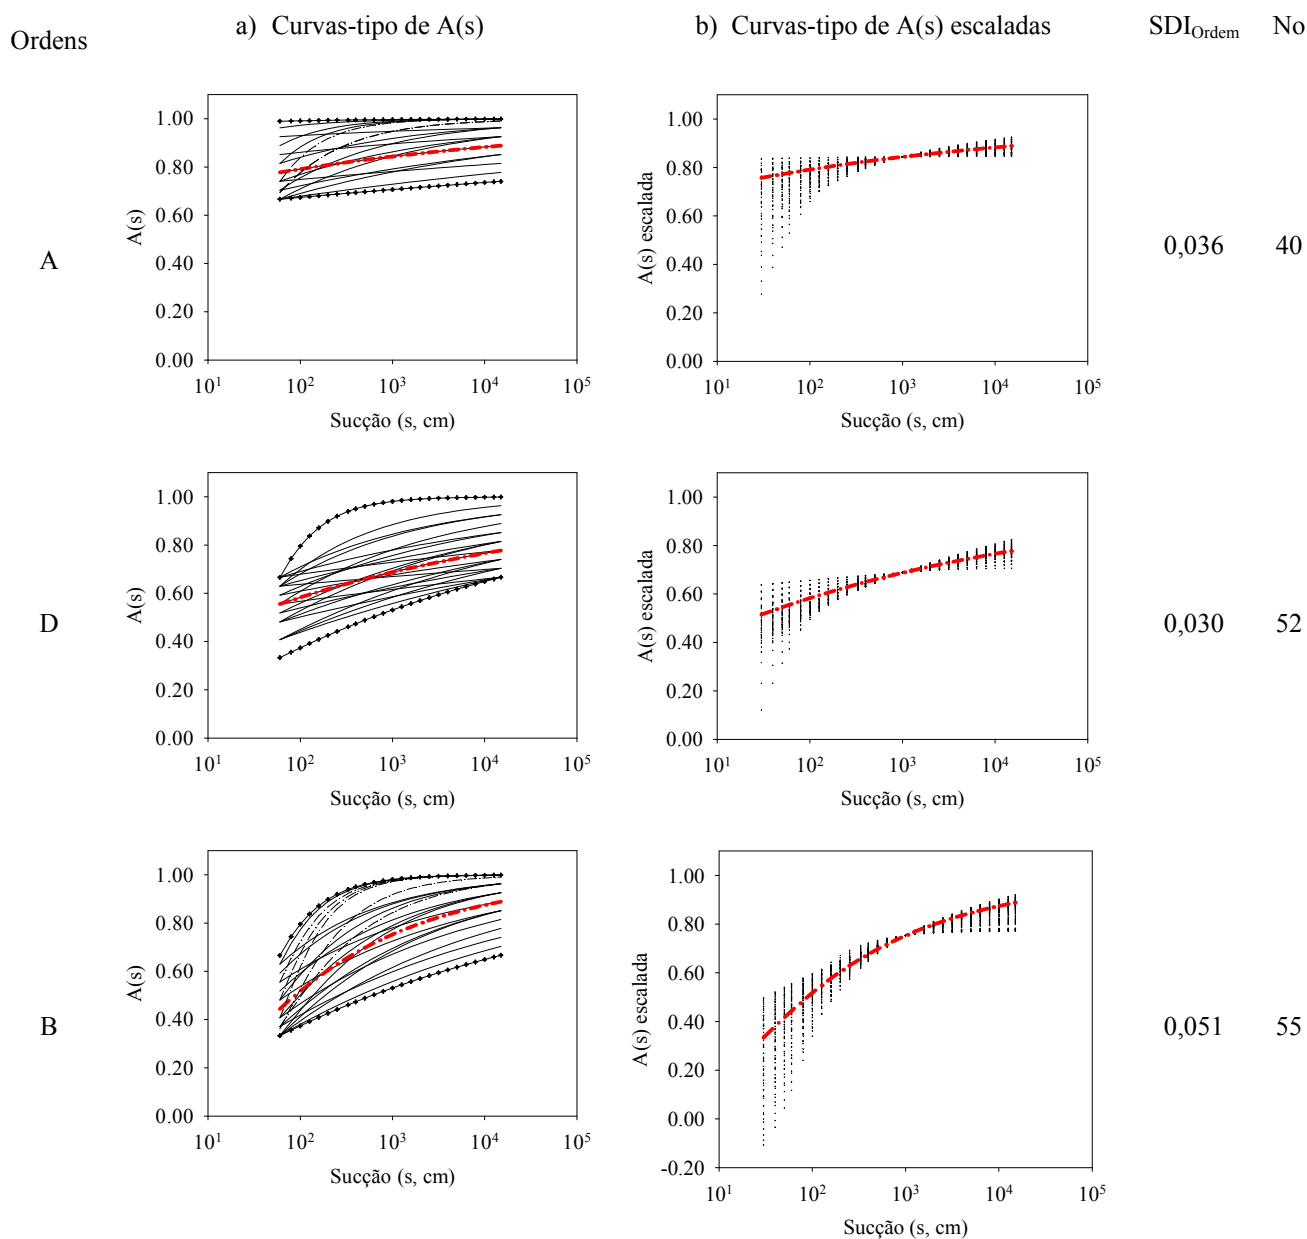 Ordens a) Curvas-tipo de A(s) b) Curvas-tipo de A(s) escaladas SDIOrdem No
A
A(s)
1.00
0.80
0.60
0.40
0.20
0.00
10¹ 10² 10³ 10⁴ 10⁵
Sucção (s, cm)
A(s) escalada
1.00
0.80
0.60
0.40
0.20
0.00
10¹ 10² 10³ 10⁴ 10⁵
Sucção (s, cm)
0,036 40
D
A(s)
1.00
0.80
0.60
0.40
0.20
0.00
10¹ 10² 10³ 10⁴ 10⁵
Sucção (s, cm)
A(s) escalada
1.00
0.80
0.60
0.40
0.20
0.00
10¹ 10² 10³ 10⁴ 10⁵
Sucção (s, cm)
0,030 52
B
A(s)
1.00
0.80
0.60
0.40
0.20
0.00
10¹ 10² 10³ 10⁴ 10⁵
Sucção (s, cm)
A(s) escalada
1.00
0.80
0.60
0.40
0.20
0.00
-0.20
10¹ 10² 10³ 10⁴ 10⁵
Sucção (s, cm)
0,051 55